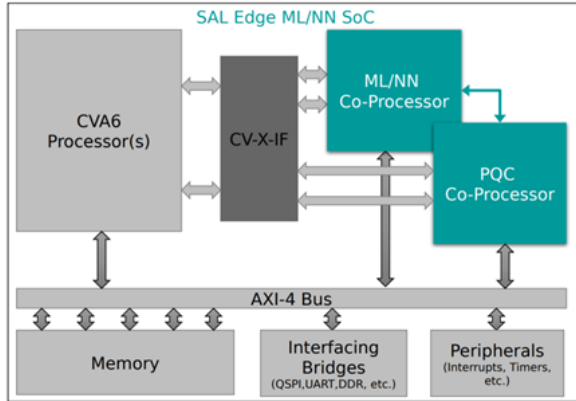 SAL Edge ML/NN SoC
CVA6
Processor(s)
CV-X-IF
ML/NN
Co-Processor
PQC
Co-Processor
AXI-4 Bus
Memory
Interfacing
Bridges
(QSPI,UART,DDR, etc.)
Peripherals
(Interrupts, Timers,
etc.)